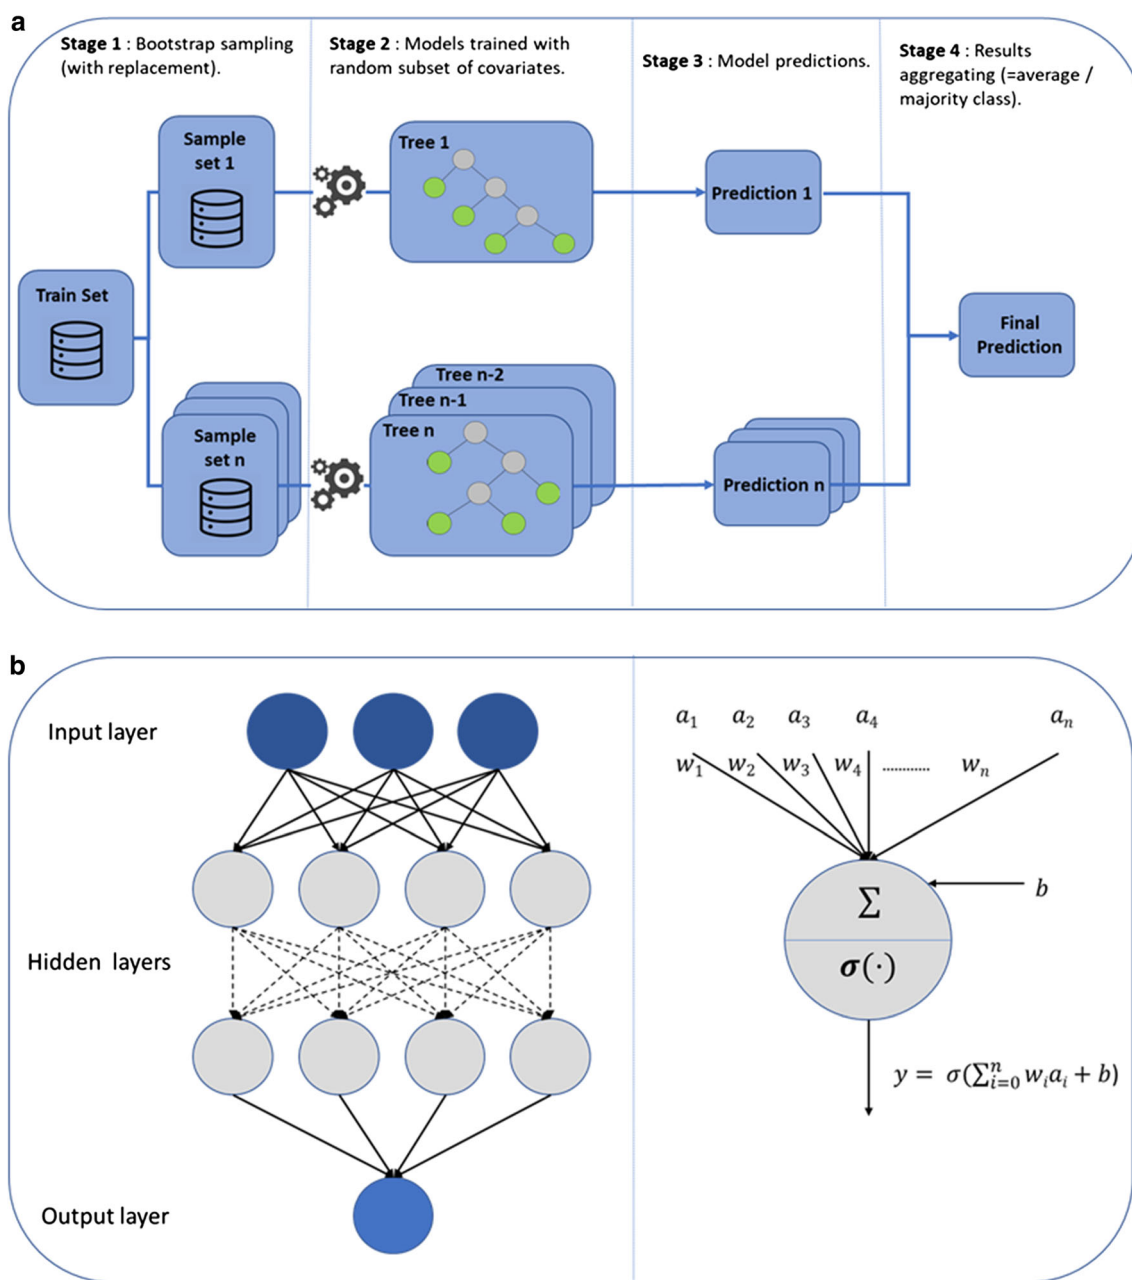 a
Stage 1 : Bootstrap sampling
(with replacement).
Stage 2 : Models trained with
random subset of covariates.
Stage 3 : Model predictions.
Stage 4 : Results
aggregating (=average /
majority class).
Train Set
Sample
set 1
Tree 1
Prediction 1
Sample
set n
Tree n-2
Tree n-1
Tree n
Prediction n
Final
Prediction
b
Input layer
Hidden layers
Output layer
a₁ a₂ a₃ a₄ aₙ
w₁ w₂ w₃ w₄ ........... wₙ
∑
b
σ(·)
y = σ(∑ⁿᵢ₌₀ wᵢaᵢ + b)